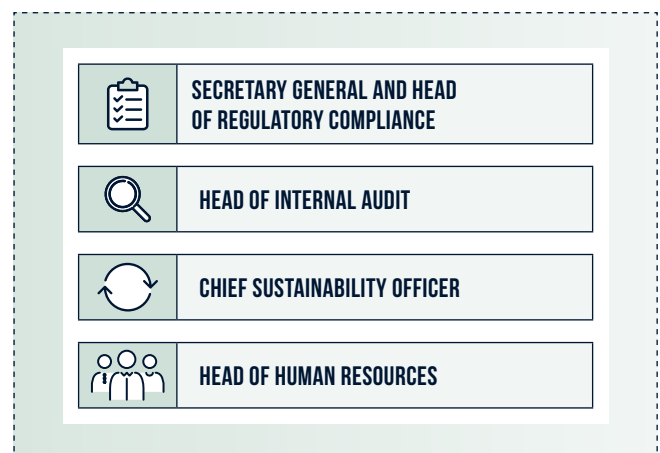 SECRETARY GENERAL AND HEAD
OF REGULATORY COMPLIANCE
HEAD OF INTERNAL AUDIT
CHIEF SUSTAINABILITY OFFICER
HEAD OF HUMAN RESOURCES